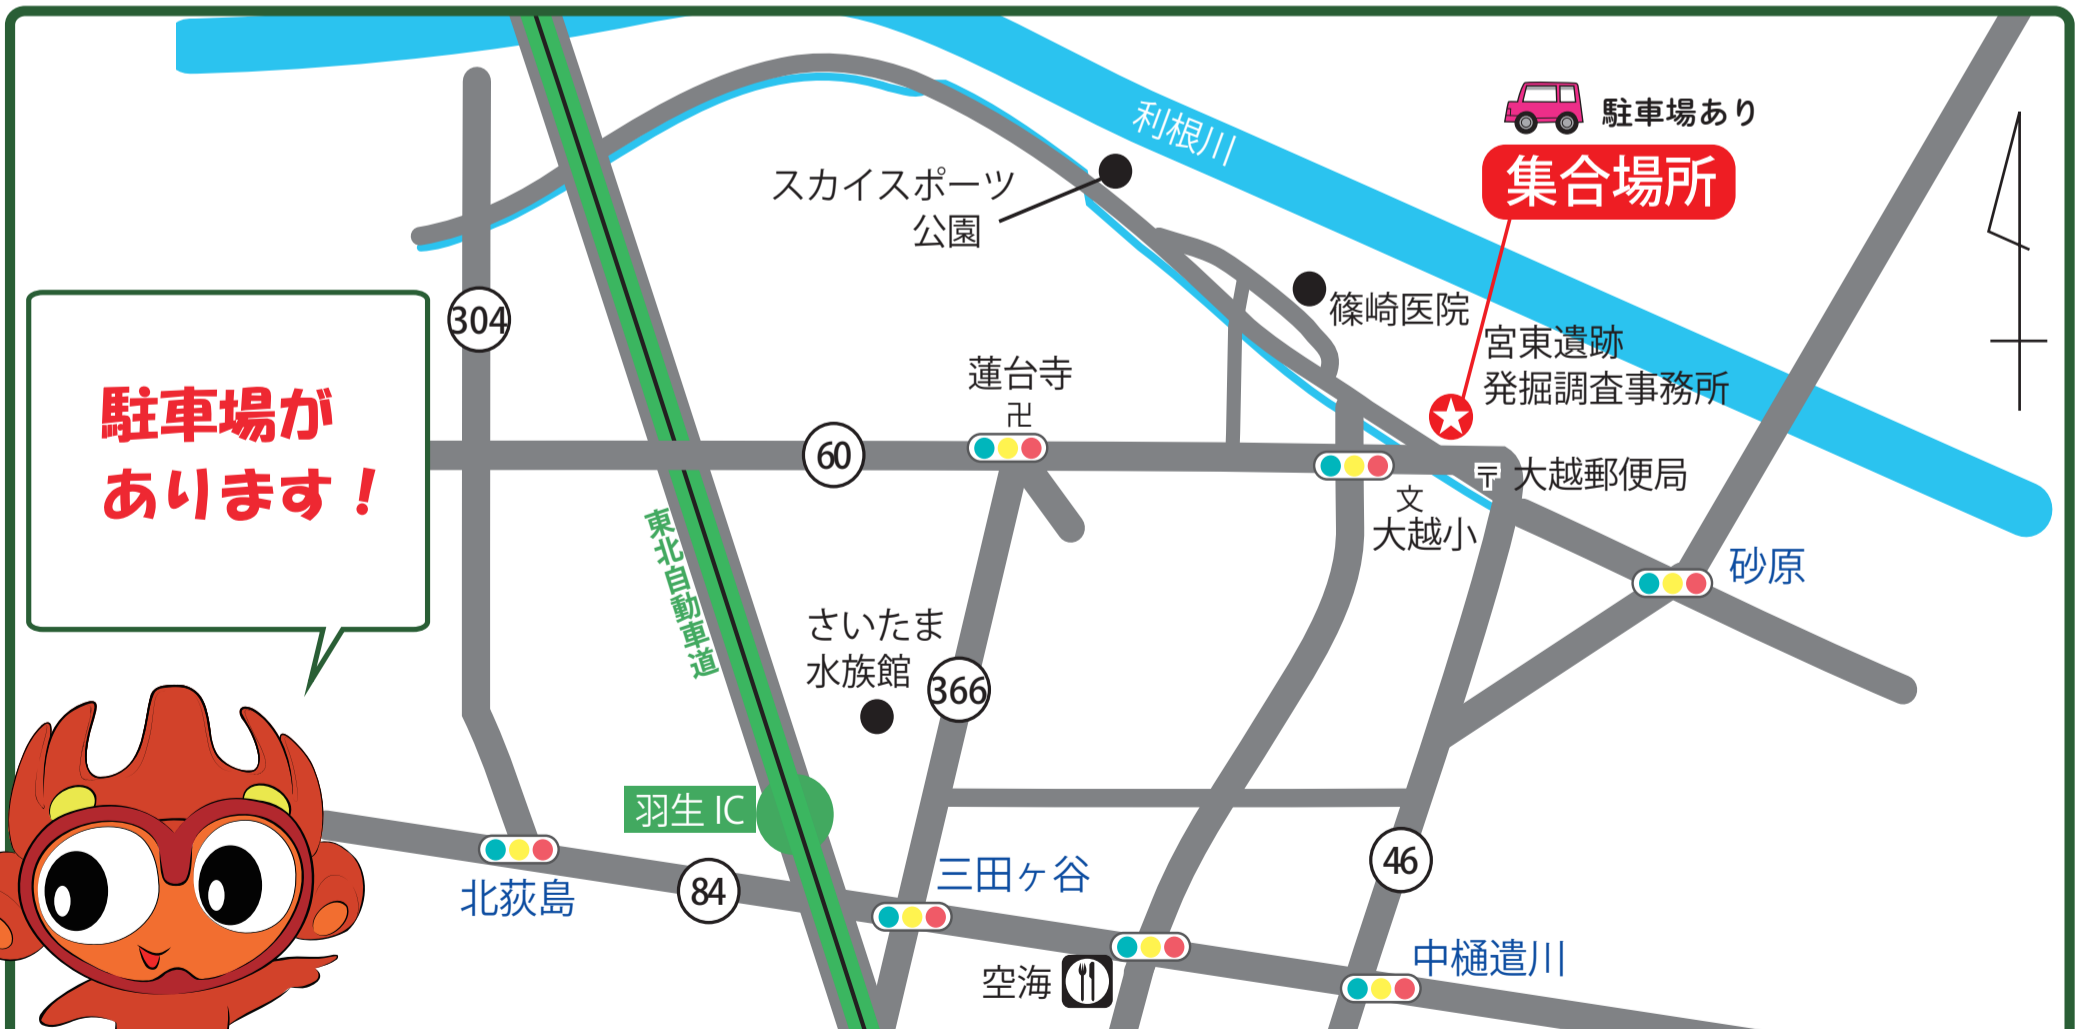 利根川
駐車場あり
集合場所
スカイスポーツ
公園
篠崎医院
304
宮東遺跡
発掘調査事務所
蓮台寺
卍
駐車場が
あります！
60
〒 大越郵便局
文
大越小
東北自動車道
砂原
さいたま
水族館
366
羽生 IC
三田ヶ谷
46
84
北荻島
中樋遣川
空海